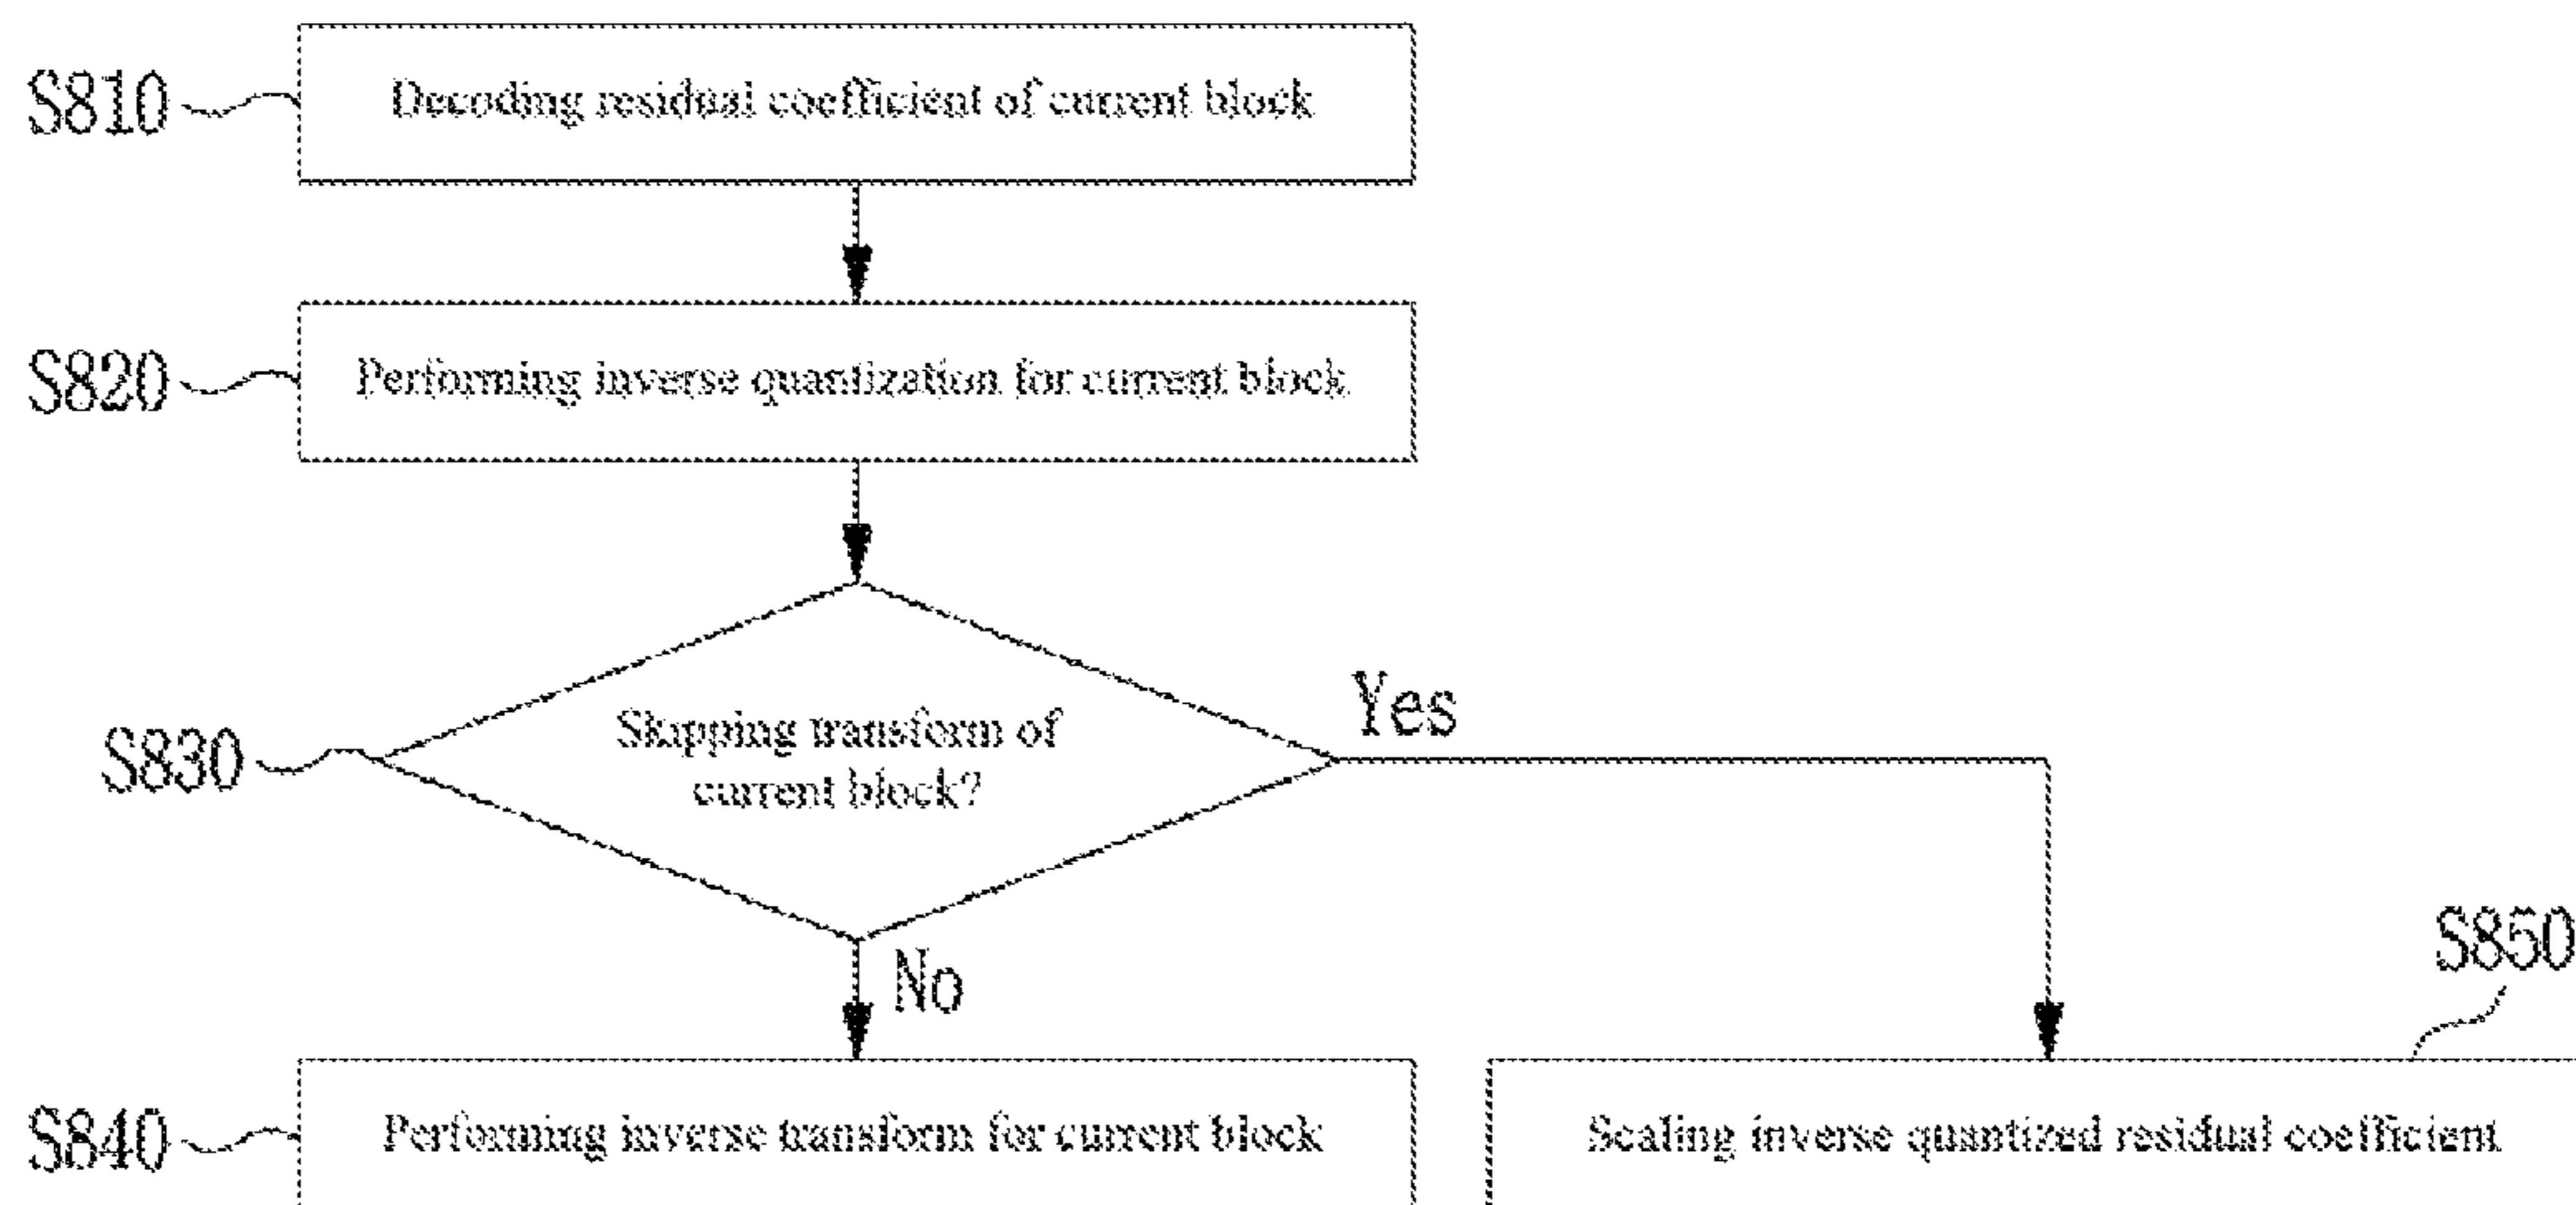 S810
Decoding residual coefficient of current block
S820
Performing inverse quantization for current block
S830
Skipping transform of
current block?
Yes
No
S840
Performing inverse transform for current block
S850
Scaling inverse quantized residual coefficient